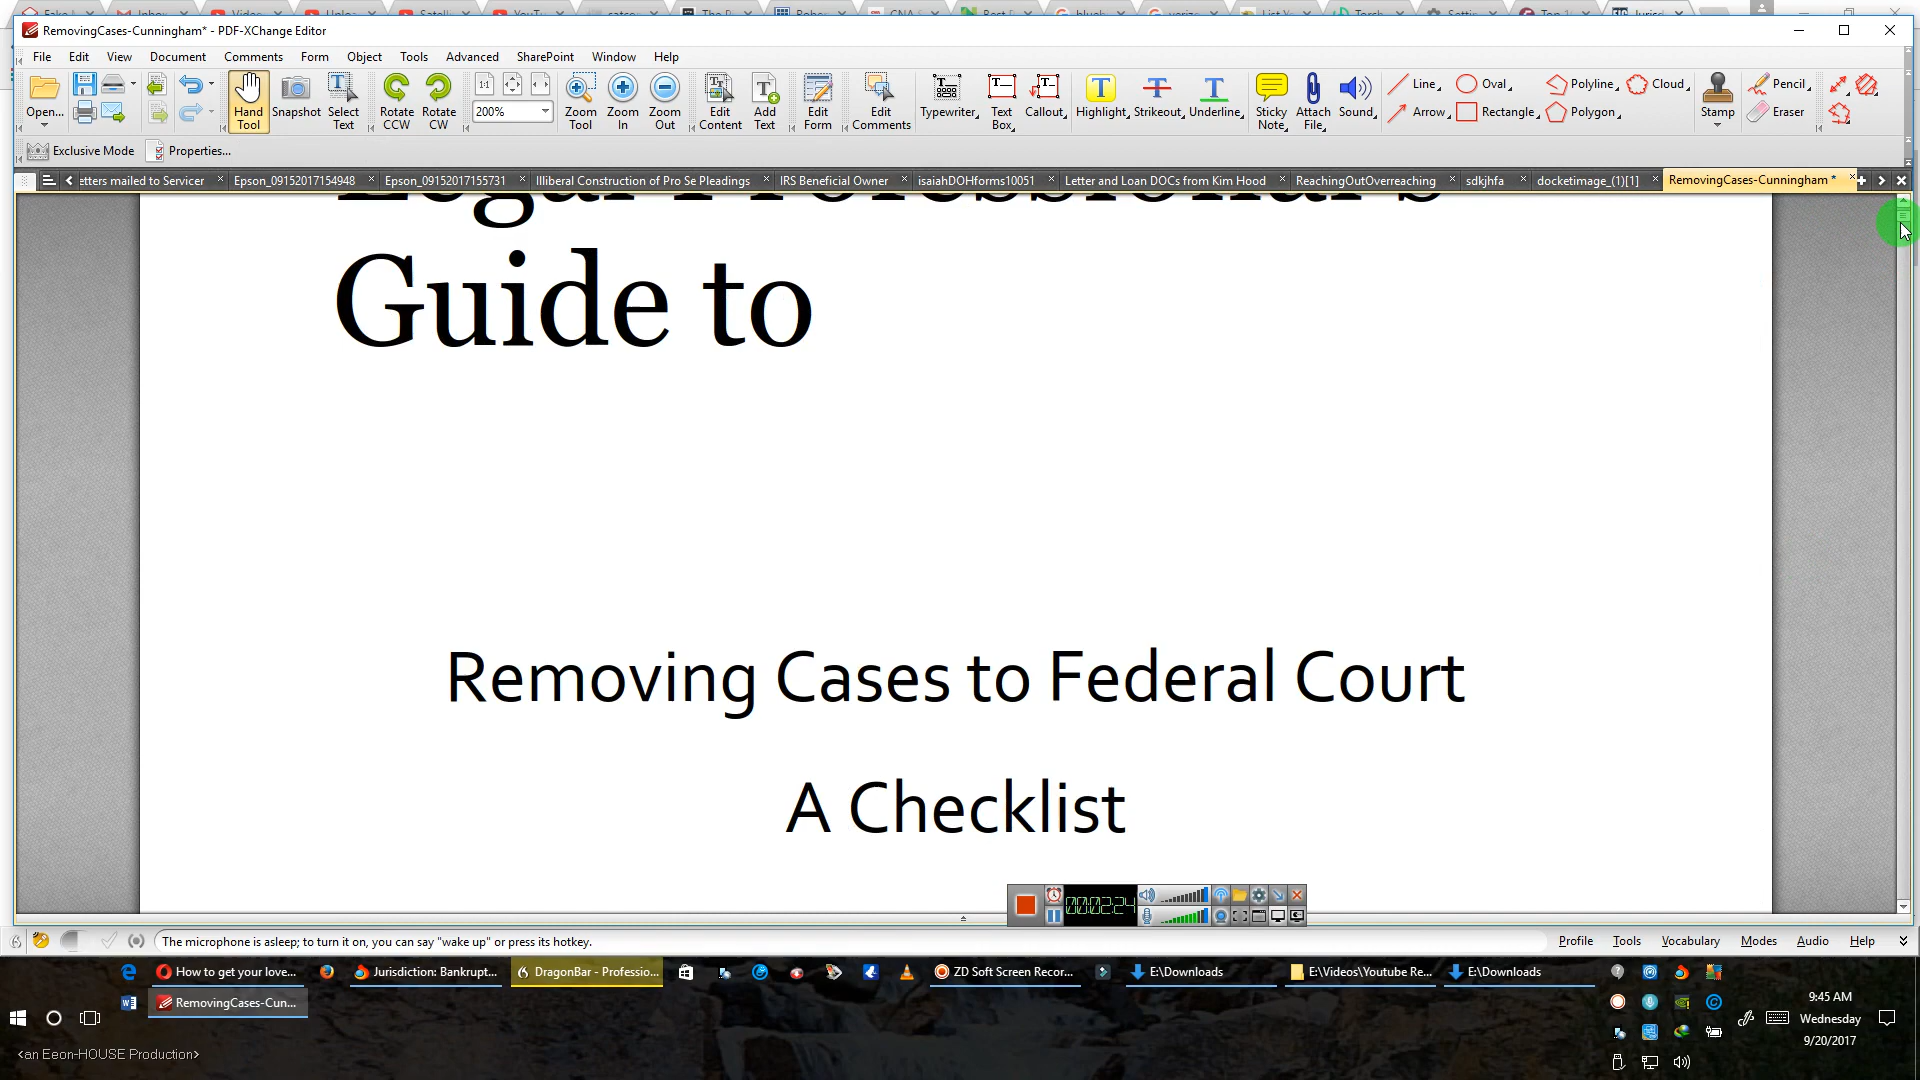 RemovingCases-Cunningham* - PDF-XChange Editor
File Edit View Document Comments Form Object Tools Advanced SharePoint Window Help
Open... Hand Tool Snapshot Select Text Rotate CCW Rotate CW 200% Zoom Tool Zoom In Zoom Out Edit Content Add Text Edit Form Edit Comments Typewriter Text Box Callout Highlight Strikeout Underline Sticky Note Attach File Sound Line Arrow Oval Rectangle Polyline Polygon Cloud Stamp Pencil Eraser
Exclusive Mode Properties...
etters mailed to Servicer Epson_09152017154948 Epson_09152017155731 Illiberal Construction of Pro Se Pleadings IRS Beneficial Owner isaiahDOHforms10051 Letter and Loan DOCs from Kim Hood ReachingOutOverreaching sdkjhfa docketimage_(1)[1] RemovingCases-Cunningham *
Legal Professional's
Guide to
Removing Cases to Federal Court
A Checklist
00:02:24
The microphone is asleep; to turn it on, you can say "wake up" or press its hotkey. Profile Tools Vocabulary Modes Audio Help
How to get your love... Jurisdiction: Bankrupt... DragonBar - Professio... ZD Soft Screen Recor... E:\Downloads E:\Videos\Youtube Re... E:\Downloads
RemovingCases-Cun...
9:45 AM
Wednesday
9/20/2017
<an Eeon-HOUSE Production>